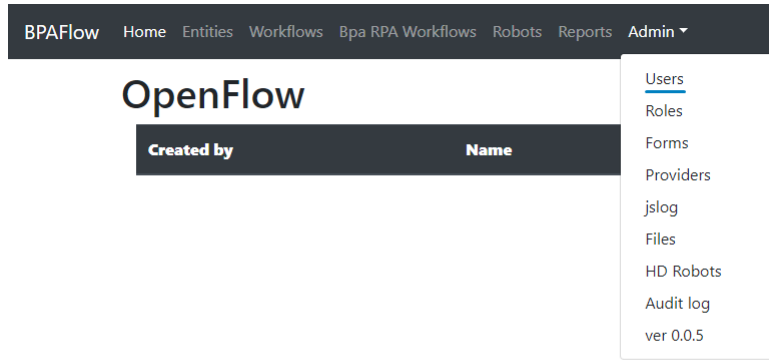 BPAFlow Home Entities Workflows Bpa RPA Workflows Robots Reports Admin
OpenFlow
Created by Name
Users
Roles
Forms
Providers
jslog
Files
HD Robots
Audit log
ver 0.0.5